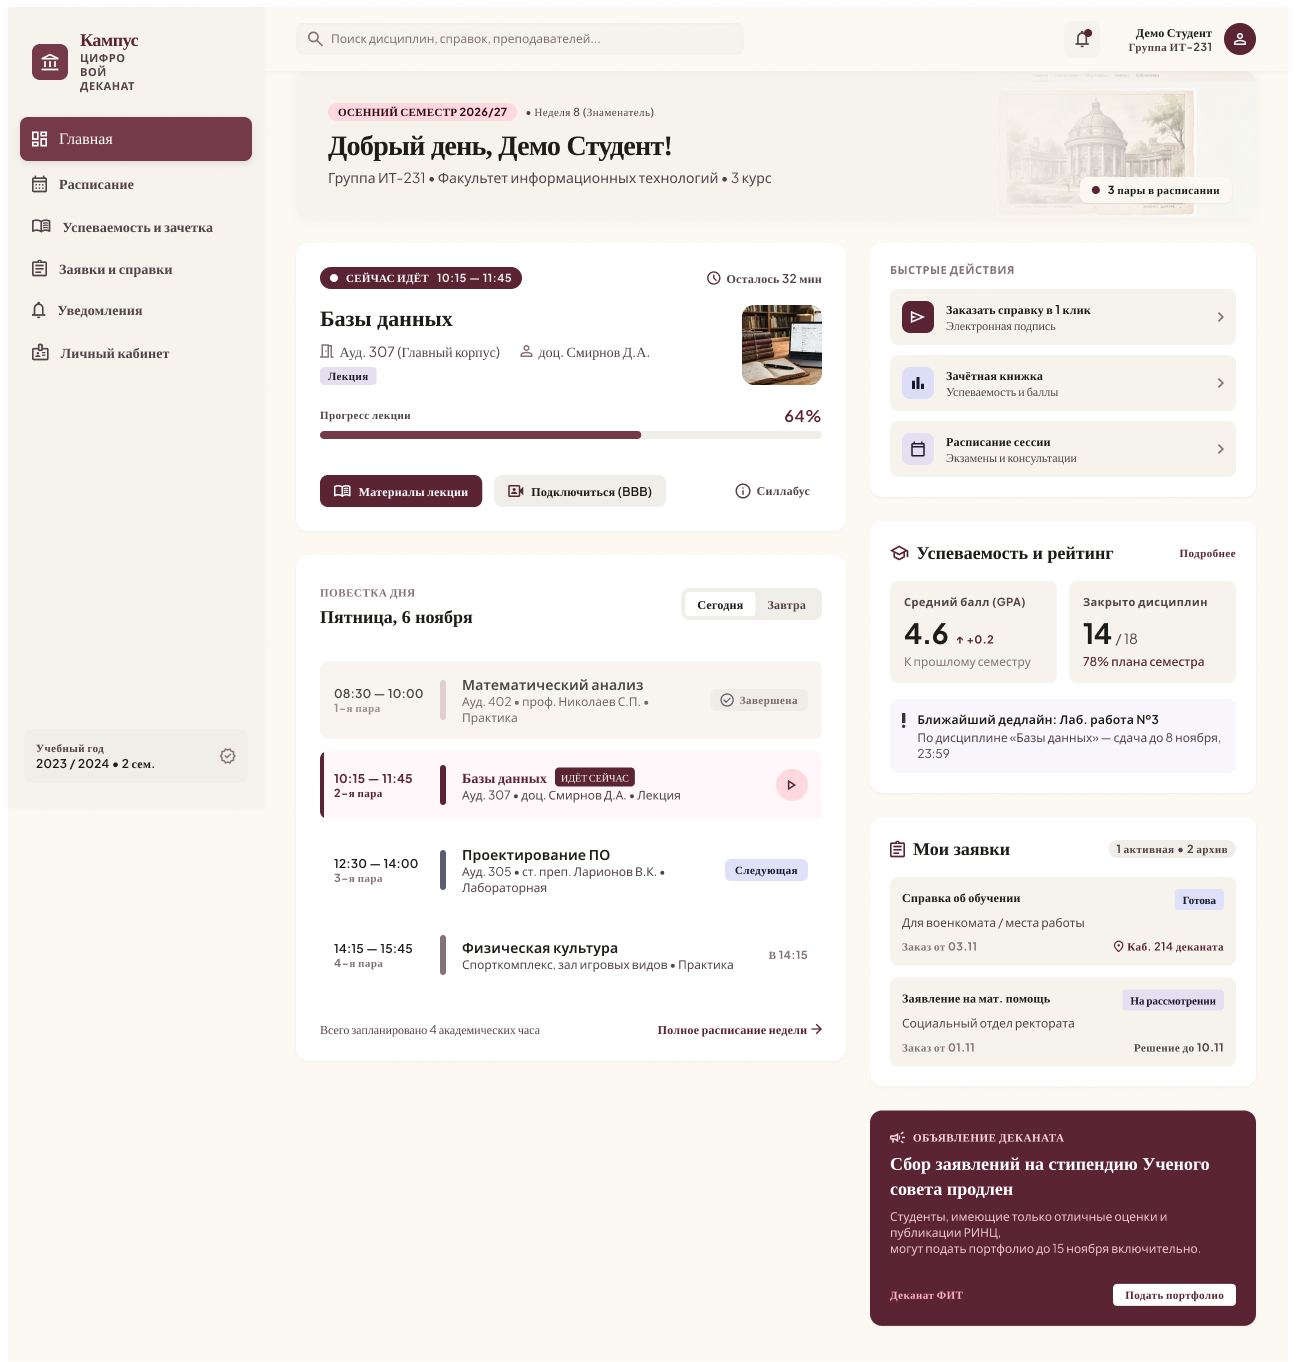 Кампус
ЦИФРО
ВОЙ
ДЕКАНАТ
Главная
Расписание
Успеваемость и зачетка
Заявки и справки
Уведомления
Личный кабинет
Учебный год
2023 / 2024 • 2 сем.
Поиск дисциплин, справок, преподавателей...
Демо Студент
Группа ИТ-231
ОСЕННИЙ СЕМЕСТР 2026/27 • Неделя 8 (Знаменатель)
Добрый день, Демо Студент!
Группа ИТ-231 • Факультет информационных технологий • 3 курс
3 пары в расписании
СЕЙЧАС ИДЁТ 10:15 — 11:45
Осталось 32 мин
Базы данных
Ауд. 307 (Главный корпус) доц. Смирнов Д.А.
Лекция
Прогресс лекции
64%
Материалы лекции
Подключиться (BBB)
Силлабус
ПОВЕСТКА ДНЯ
Пятница, 6 ноября
Сегодня
Завтра
08:30 — 10:00
1-я пара
Математический анализ
Ауд. 402 • проф. Николаев С.П. •
Практика
Завершена
10:15 — 11:45
2-я пара
Базы данных ИДЁТ СЕЙЧАС
Ауд. 307 • доц. Смирнов Д.А. • Лекция
12:30 — 14:00
3-я пара
Проектирование ПО
Ауд. 305 • ст. преп. Ларионов В.К. •
Лабораторная
Следующая
14:15 — 15:45
4-я пара
Физическая культура
Спорткомплекс, зал игровых видов • Практика
В 14:15
Всего запланировано 4 академических часа
Полное расписание недели →
БЫСТРЫЕ ДЕЙСТВИЯ
Заказать справку в 1 клик
Электронная подпись
Зачётная книжка
Успеваемость и баллы
Расписание сессии
Экзамены и консультации
Успеваемость и рейтинг
Подробнее
Средний балл (GPA)
4.6 ↑ +0.2
К прошлому семестру
Закрыто дисциплин
14 / 18
78% плана семестра
Ближайший дедлайн: Лаб. работа №3
По дисциплине «Базы данных» — сдача до 8 ноября,
23:59
Мои заявки
1 активная • 2 архив
Справка об обучении
Готова
Для военкомата / места работы
Заказ от 03.11
Каб. 214 деканата
Заявление на мат. помощь
На рассмотрении
Социальный отдел ректората
Заказ от 01.11
Решение до 10.11
ОБЪЯВЛЕНИЕ ДЕКАНАТА
Сбор заявлений на стипендию Ученого
совета продлен
Студенты, имеющие только отличные оценки и
публикации РИНЦ,
могут подать портфолио до 15 ноября включительно.
Деканат ФИТ
Подать портфолио